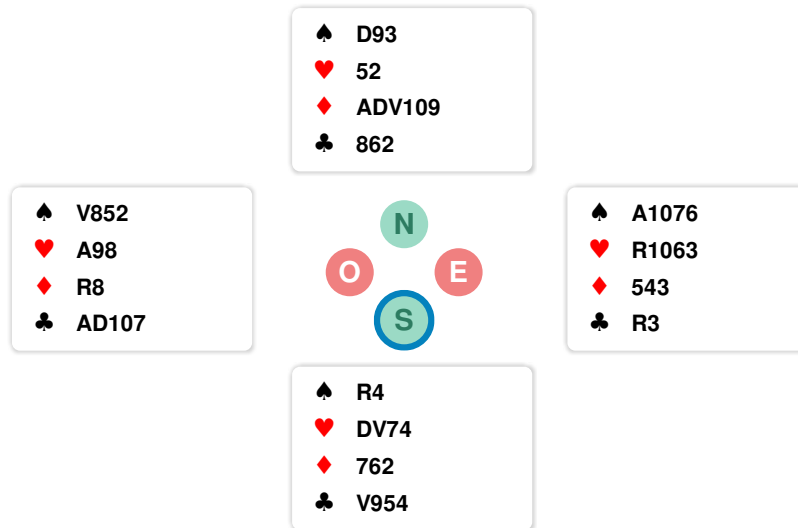 ♠ D93
♥ 52
♦ ADV109
♣ 862
♠ V852
♥ A98
♦ R8
♣ AD107
N
O
E
S
♠ A1076
♥ R1063
♦ 543
♣ R3
♠ R4
♥ DV74
♦ 762
♣ V954